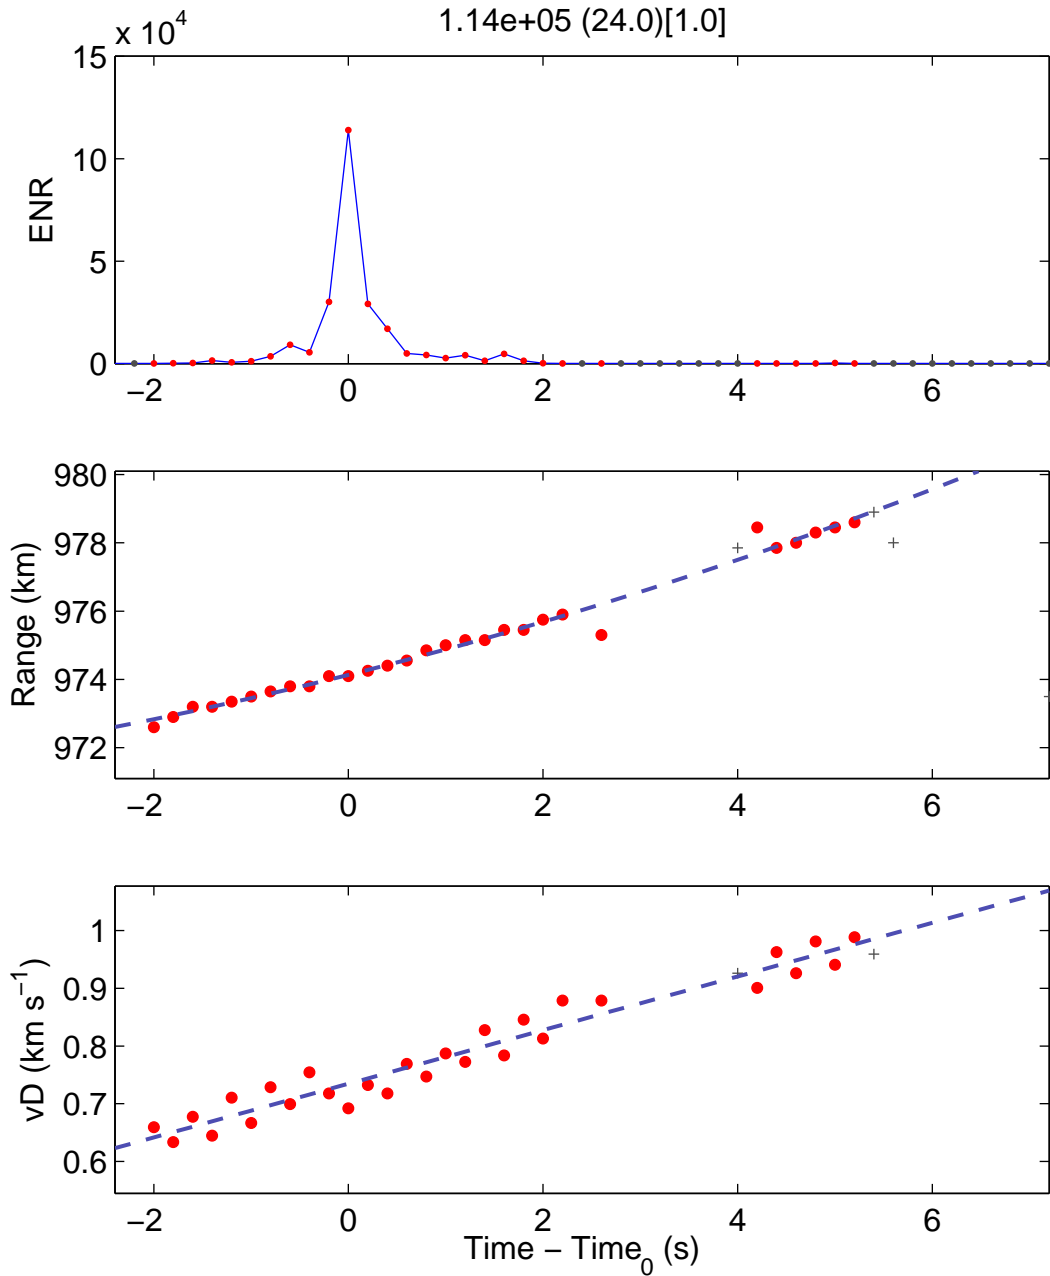 1.14e+05 (24.0)[1.0]
x 10^4
15
10
5
0
ENR
−2 0 2 4 6
980
978
976
974
972
Range (km)
−2 0 2 4 6
1
0.9
0.8
0.7
0.6
vD (km s^−1)
−2 0 2 4 6
Time − Time_0 (s)